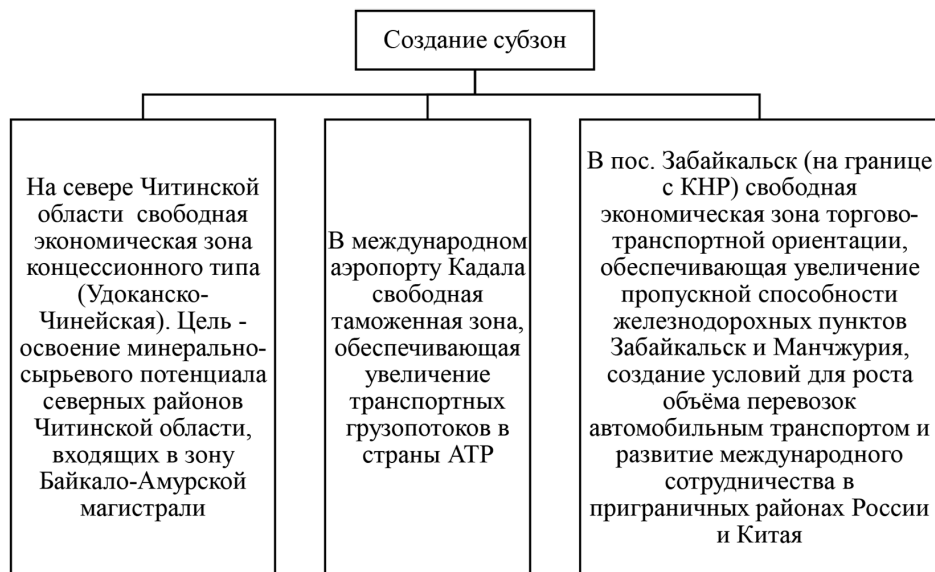 Создание субзон
На севере Читинской
области свободная
экономическая зона
концессионного типа
(Удоканско-
Чинейская). Цель -
освоение минерально-
сырьевого потенциала
северных районов
Читинской области,
входящих в зону
Байкало-Амурской
магистрали
В международном
аэропорту Кадала
свободная
таможенная зона,
обеспечивающая
увеличение
транспортных
грузопотоков в
страны АТР
В пос. Забайкальск (на границе
с КНР) свободная
экономическая зона торгово-
транспортной ориентации,
обеспечивающая увеличение
пропускной способности
железнодорохных пунктов
Забайкальск и Манчжурия,
создание условий для роста
объёма перевозок
автомобильным транспортом и
развитие международного
сотрудничества в
приграничных районах России
и Китая